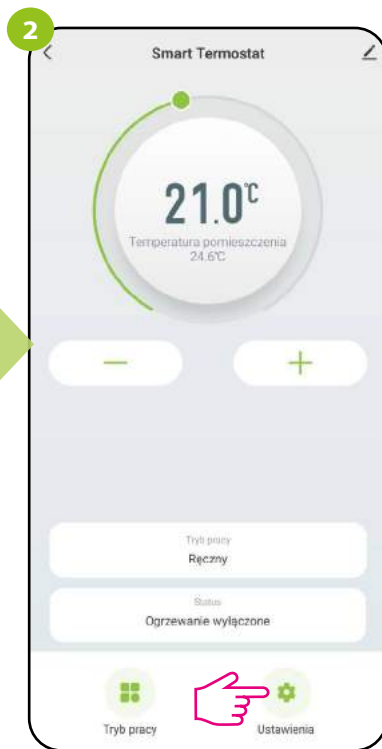 2
Smart Termostat
21.0°C
Temperatura pomieszczenia
24.6°C
Tryb pracy
Ręczny
Status
Ogrzewanie wyłączone
Tryb pracy
Ustawienia